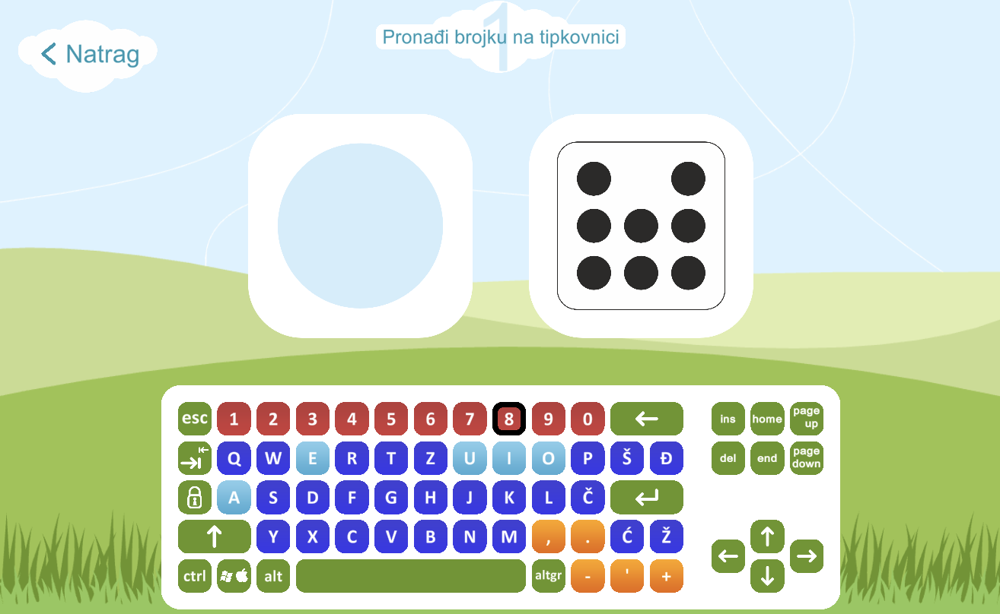 1
Pronađi brojku na tipkovnici
Natrag
esc 1 2 3 4 5 6 7 8 9 0 ins home page up
Q W E R T Z U I O P Š Đ del end page down
A S D F G H J K L Č
Y X C V B N M , . Ć Ž
ctrl alt altgr - ' +